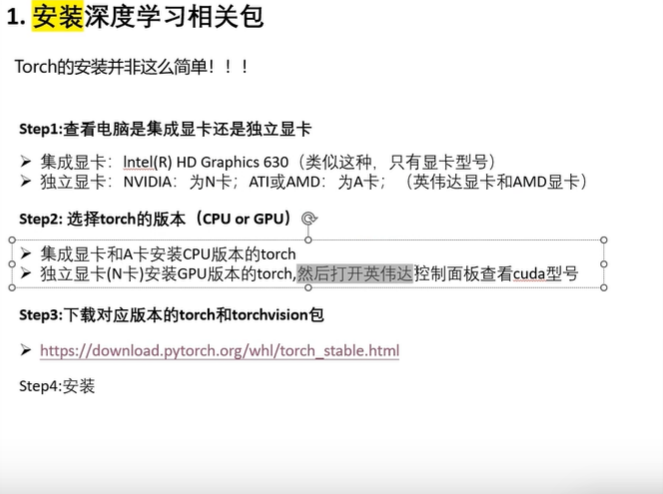 1. 安装深度学习相关包
Torch的安装并非这么简单！！！
Step1:查看电脑是集成显卡还是独立显卡
➢ 集成显卡：Intel(R) HD Graphics 630（类似这种，只有显卡型号）
➢ 独立显卡：NVIDIA：为N卡；ATI或AMD：为A卡；（英伟达显卡和AMD显卡）
Step2: 选择torch的版本（CPU or GPU）
➢ 集成显卡和A卡安装CPU版本的torch
➢ 独立显卡(N卡)安装GPU版本的torch,然后打开英伟达控制面板查看cuda型号
Step3:下载对应版本的torch和torchvision包
➢ https://download.pytorch.org/whl/torch_stable.html
Step4:安装